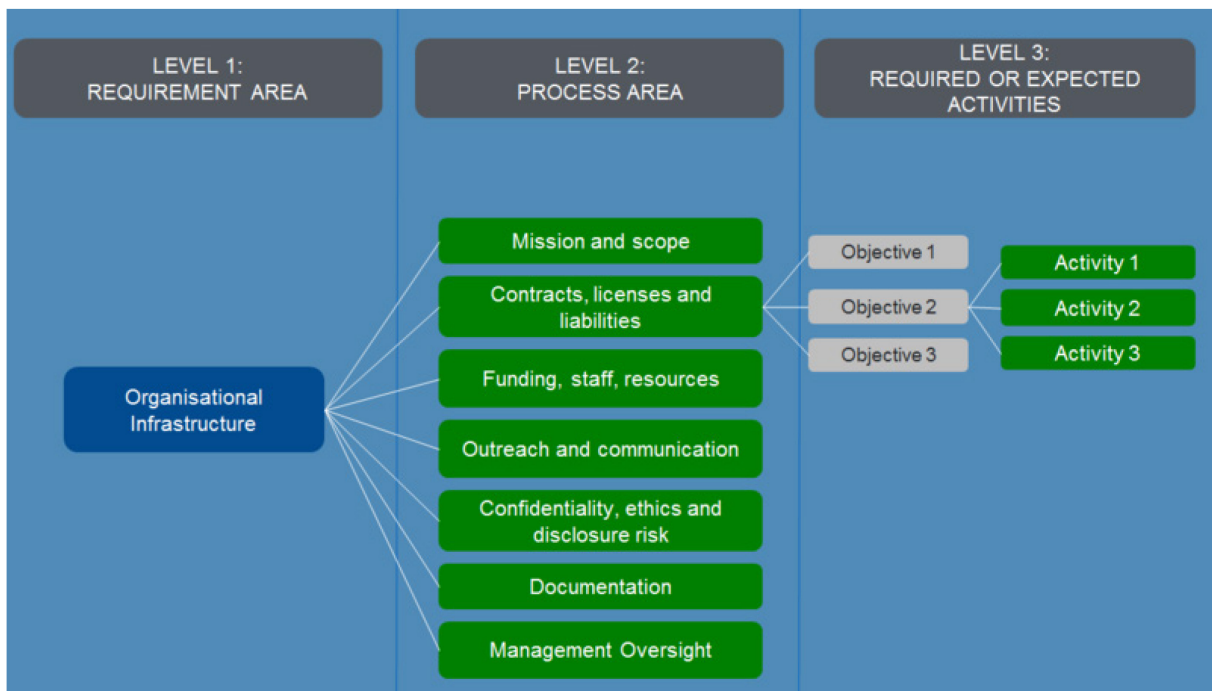 LEVEL 1:
REQUIREMENT AREA
LEVEL 2:
PROCESS AREA
LEVEL 3:
REQUIRED OR EXPECTED
ACTIVITIES
Organisational
Infrastructure
Mission and scope
Contracts, licenses and
liabilities
Funding, staff, resources
Outreach and communication
Confidentiality, ethics and
disclosure risk
Documentation
Management Oversight
Objective 1
Objective 2
Objective 3
Activity 1
Activity 2
Activity 3